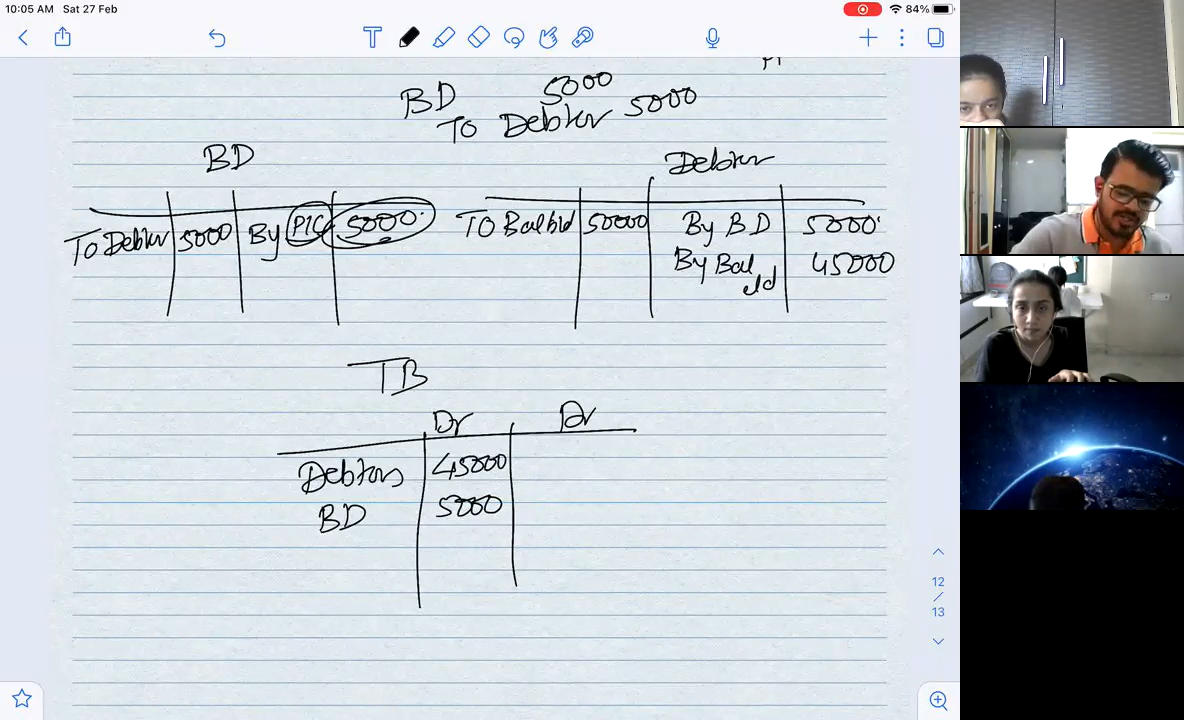 10:05 AM Sat 27 Feb
84%
BD 5000
To Debtor 5000
BD
Debtor
To Debtor 5000 By P/C 5000
To Bal b/d 50000 By BD 5000
By Bal c/d 45000
TB
Dr Dr
Debtors 45000
BD 5000
12
/
13